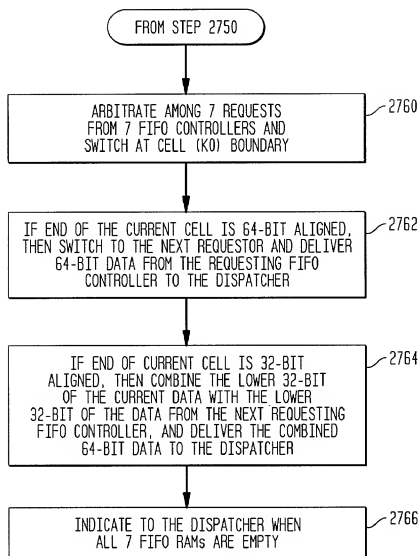 FROM STEP 2750
ARBITRATE AMONG 7 REQUESTS
FROM 7 FIFO CONTROLLERS AND
SWITCH AT CELL (K0) BOUNDARY
2760
IF END OF THE CURRENT CELL IS 64-BIT ALIGNED,
THEN SWITCH TO THE NEXT REQUESTOR AND DELIVER
64-BIT DATA FROM THE REQUESTING FIFO
CONTROLLER TO THE DISPATCHER
2762
IF END OF CURRENT CELL IS 32-BIT
ALIGNED, THEN COMBINE THE LOWER 32-BIT
OF THE CURRENT DATA WITH THE LOWER
32-BIT OF THE DATA FROM THE NEXT REQUESTING
FIFO CONTROLLER, AND DELIVER THE COMBINED
64-BIT DATA TO THE DISPATCHER
2764
INDICATE TO THE DISPATCHER WHEN
ALL 7 FIFO RAMs ARE EMPTY
2766